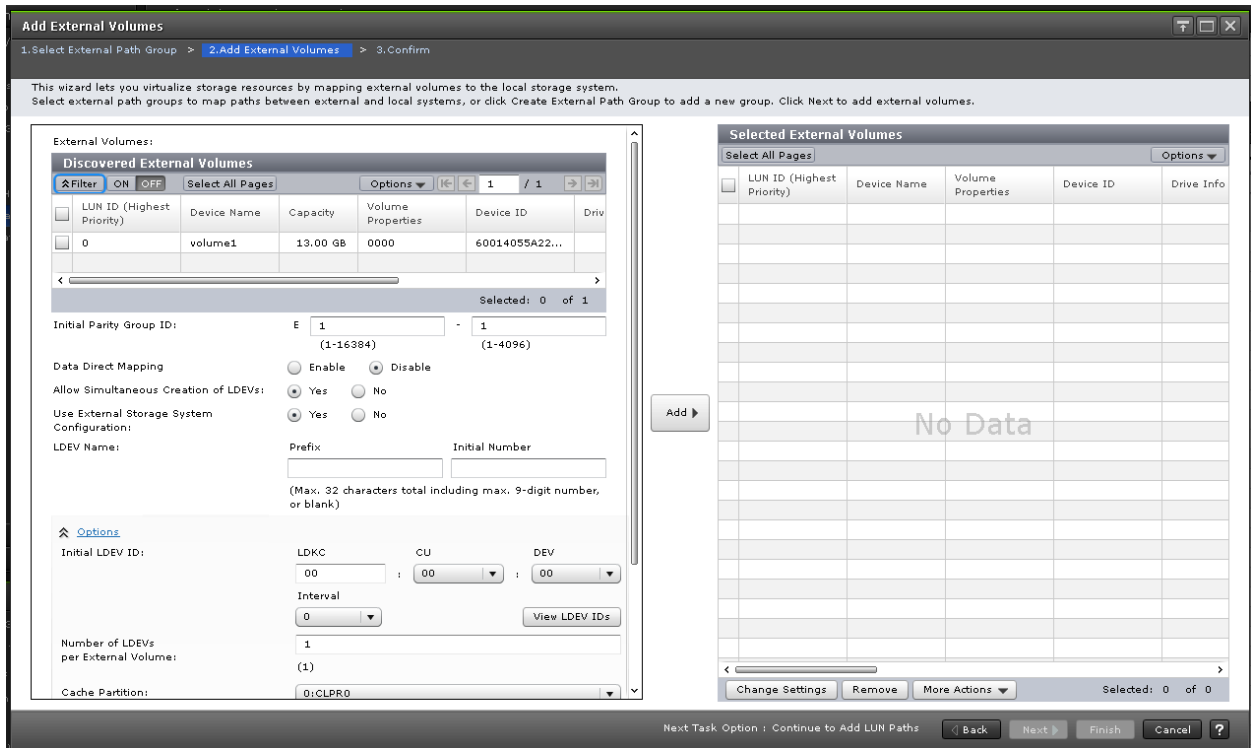 Add External Volumes
1.Select External Path Group > 2.Add External Volumes > 3.Confirm
This wizard lets you virtualize storage resources by mapping external volumes to the local storage system.
Select external path groups to map paths between external and local systems, or click Create External Path Group to add a new group. Click Next to add external volumes.
External Volumes:
Discovered External Volumes
Filter ON OFF Select All Pages Options 1 / 1
LUN ID (Highest Priority) Device Name Capacity Volume Properties Device ID Driv
0 volume1 13.00 GB 0000 60014055A22...
Selected: 0 of 1
Initial Parity Group ID: E 1 - 1
(1-16384) (1-4096)
Data Direct Mapping Enable Disable
Allow Simultaneous Creation of LDEVs: Yes No
Use External Storage System Configuration: Yes No
LDEV Name: Prefix Initial Number
(Max. 32 characters total including max. 9-digit number,
or blank)
Options
Initial LDEV ID: LDKC CU DEV
00 : 00 : 00
Interval
0 View LDEV IDs
Number of LDEVs
per External Volume: 1
(1)
Cache Partition: 0:CLPR0
Add
Selected External Volumes
Select All Pages Options
LUN ID (Highest Priority) Device Name Volume Properties Device ID Drive Info
No Data
Change Settings Remove More Actions Selected: 0 of 0
Next Task Option : Continue to Add LUN Paths Back Next Finish Cancel ?